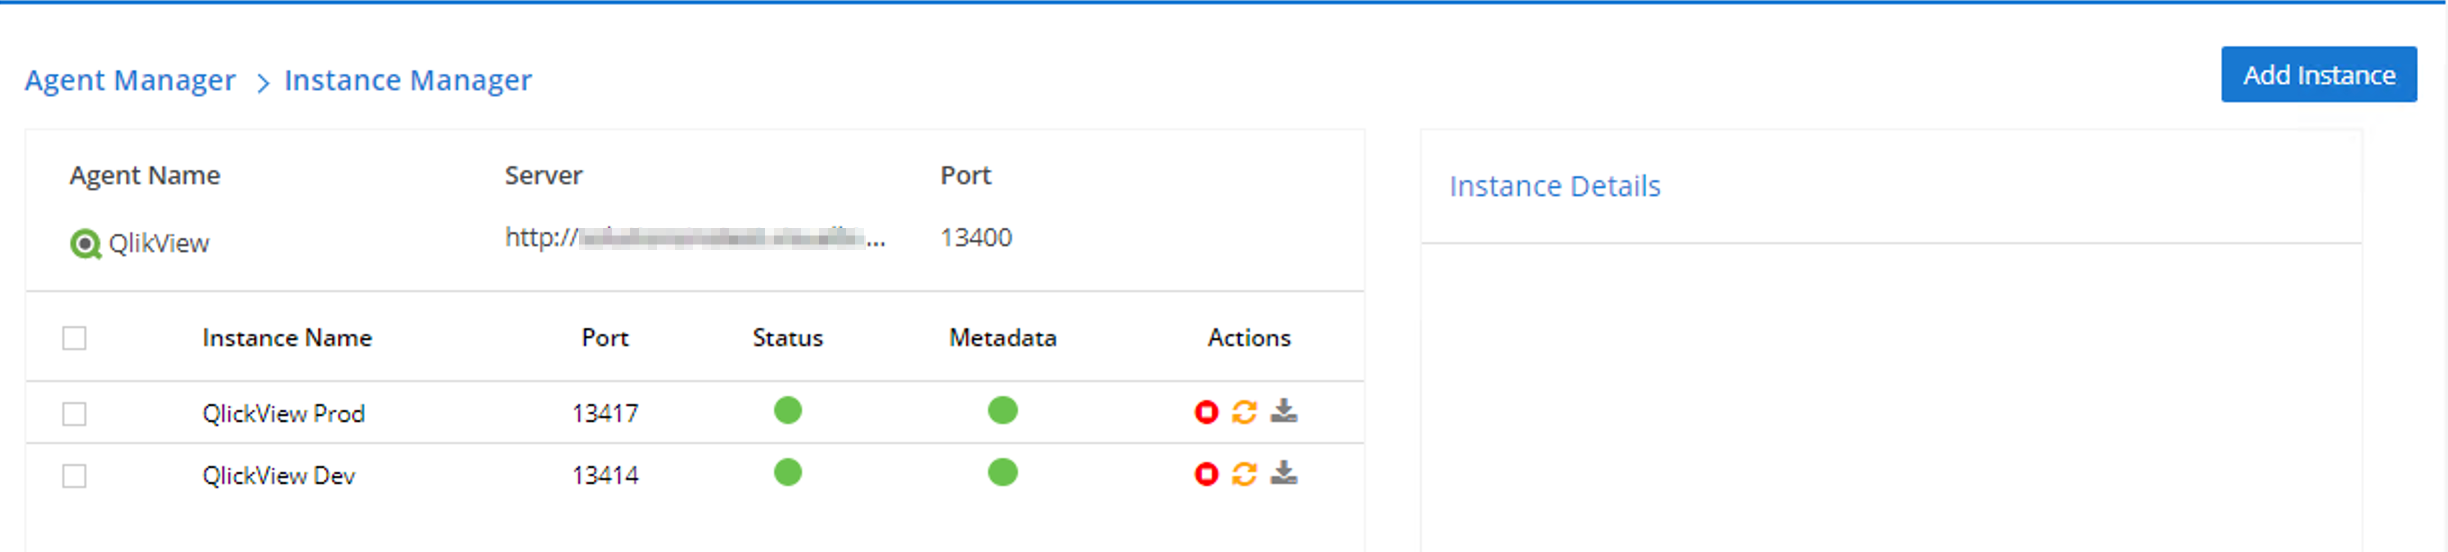 Agent Manager > Instance Manager
Add Instance
Agent Name Server Port
QlikView http:// ... 13400
Instance Name Port Status Metadata Actions
QlickView Prod 13417
QlickView Dev 13414
Instance Details